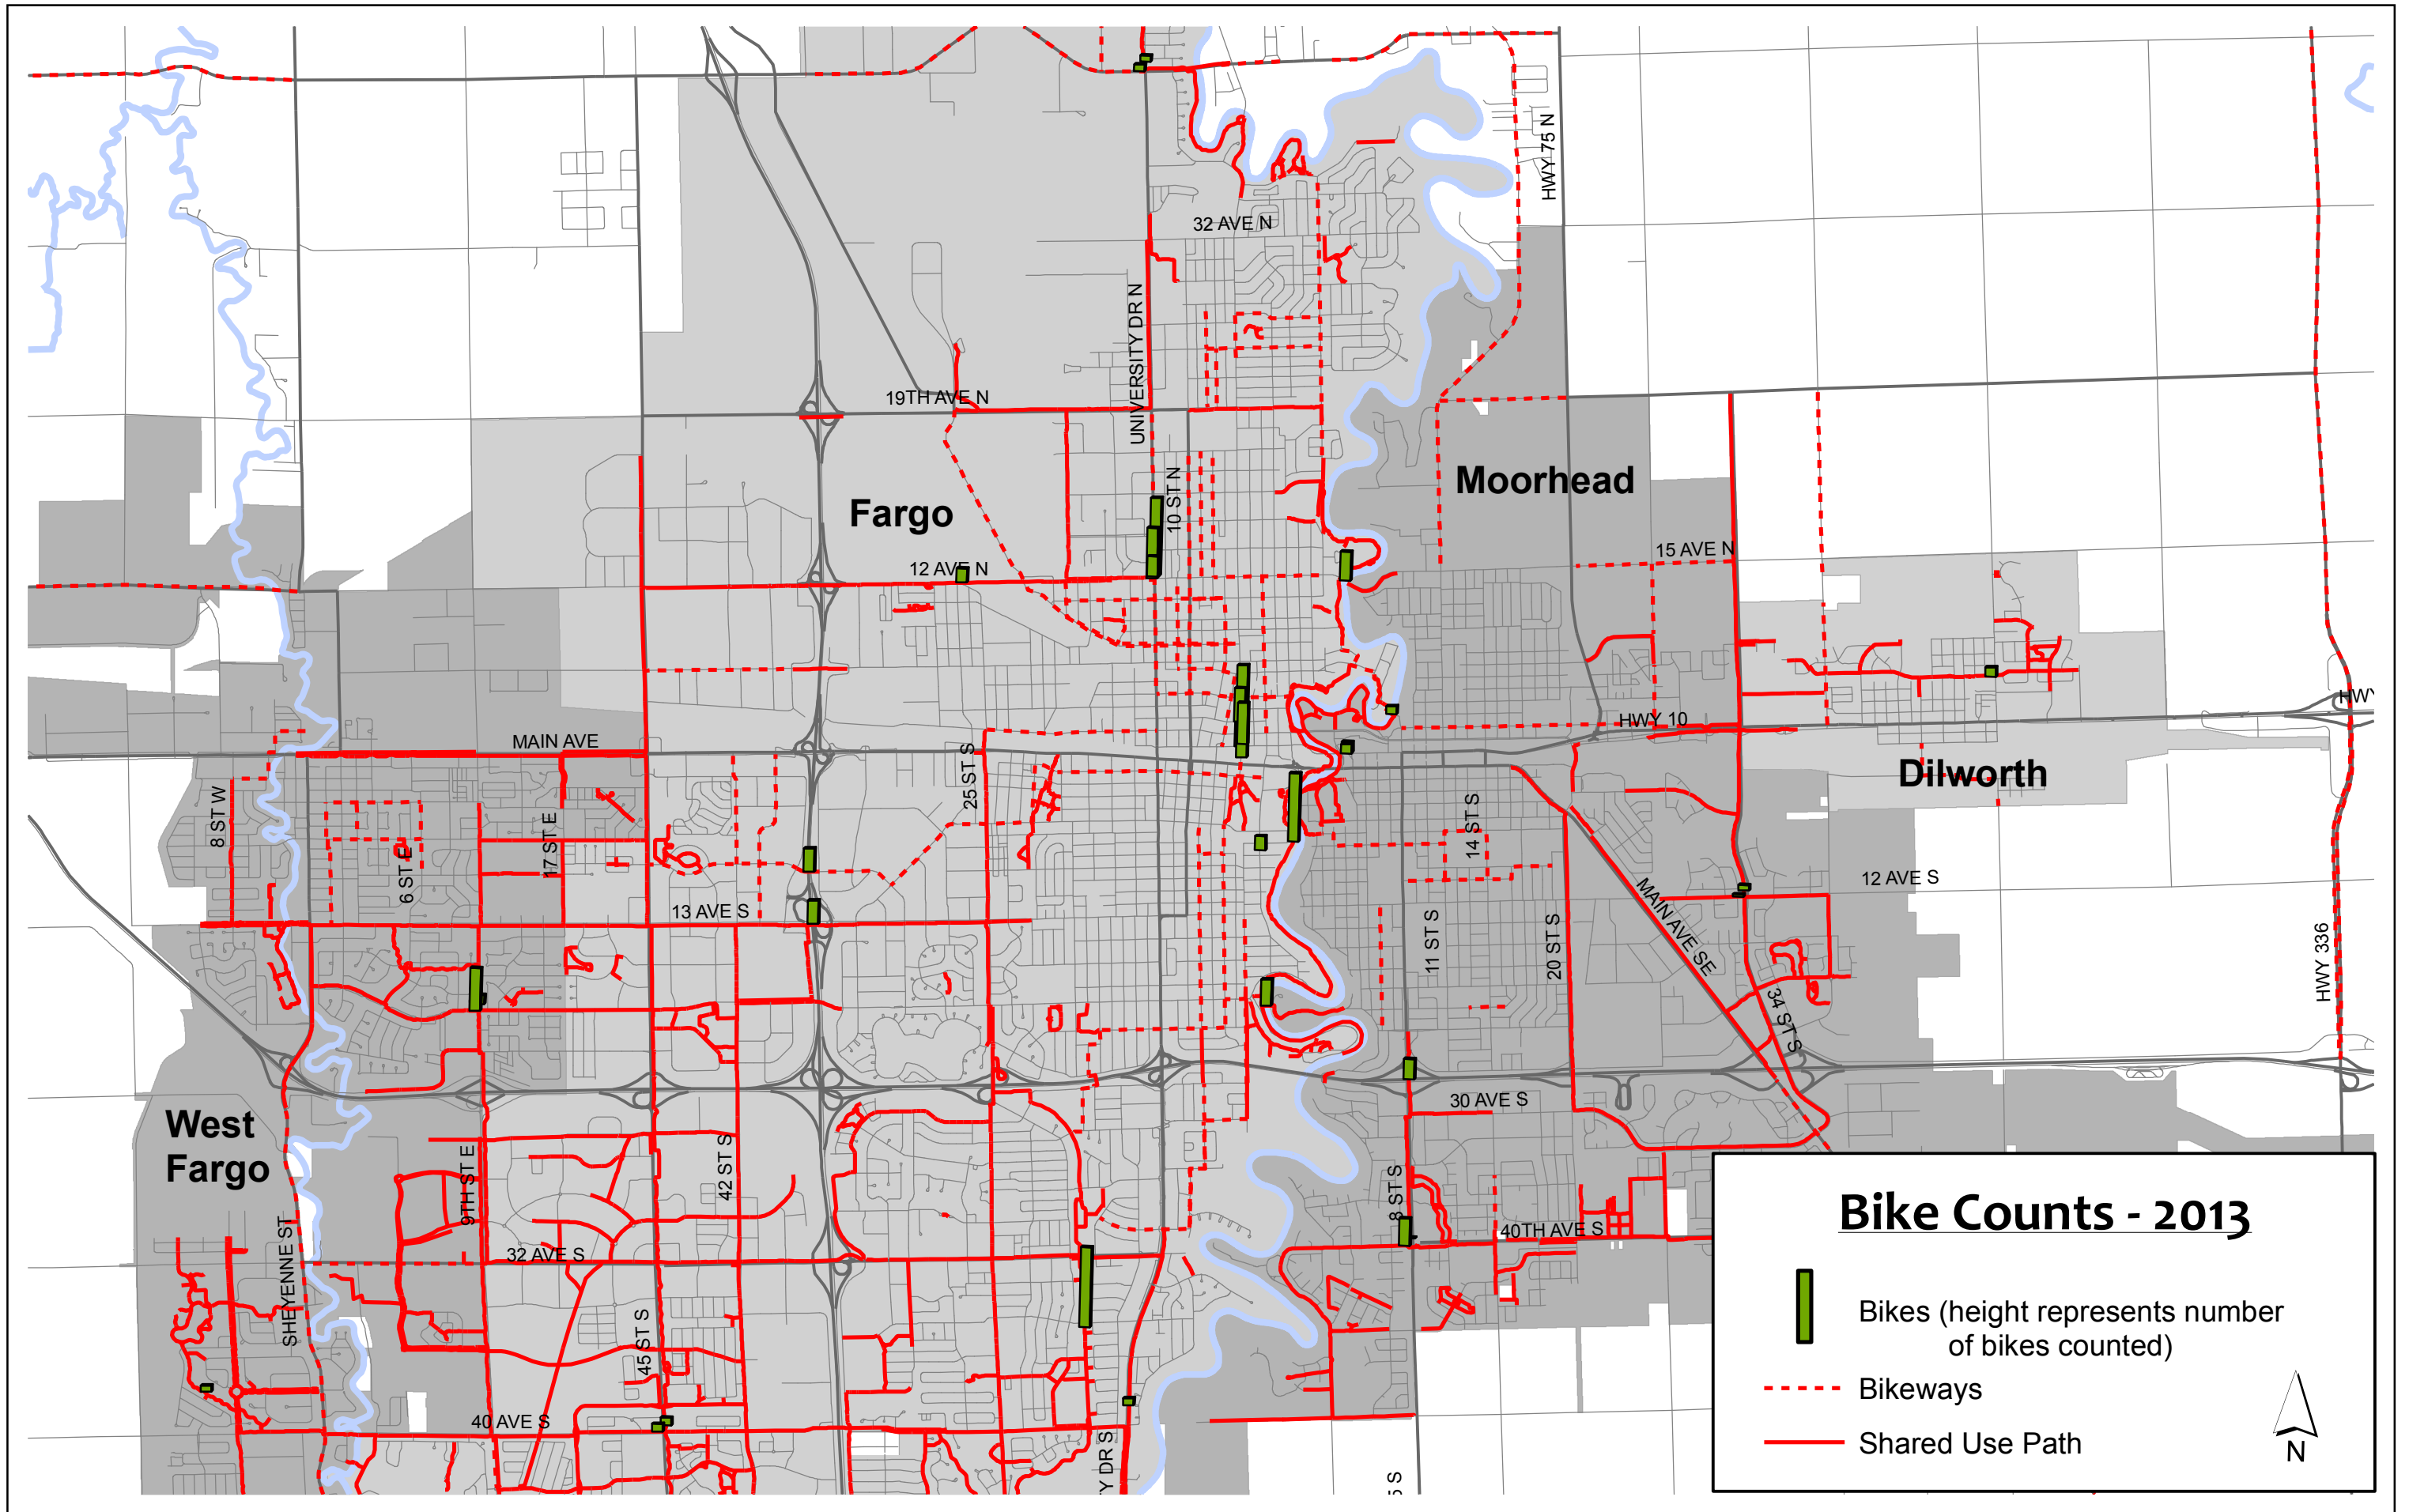 HWY 75 N
32 AVE N
UNIVERSITY DR N
19TH AVE N
10 ST N
Fargo
Moorhead
12 AVE N
15 AVE N
HWY
HWY 10
MAIN AVE
25 ST S
Dilworth
8 ST W
6 ST E
17 ST E
14 ST S
13 AVE S
12 AVE S
MAIN AVE SE
11 ST S
20 ST S
HWY 336
34 ST S
West
Fargo
30 AVE S
9TH ST E
42 ST S
8 ST S
40TH AVE S
SHEYENNE ST
32 AVE S
45 ST S
40 AVE S
TY DR S
5 S
Bike Counts - 2013
Bikes (height represents number
of bikes counted)
Bikeways
Shared Use Path
N